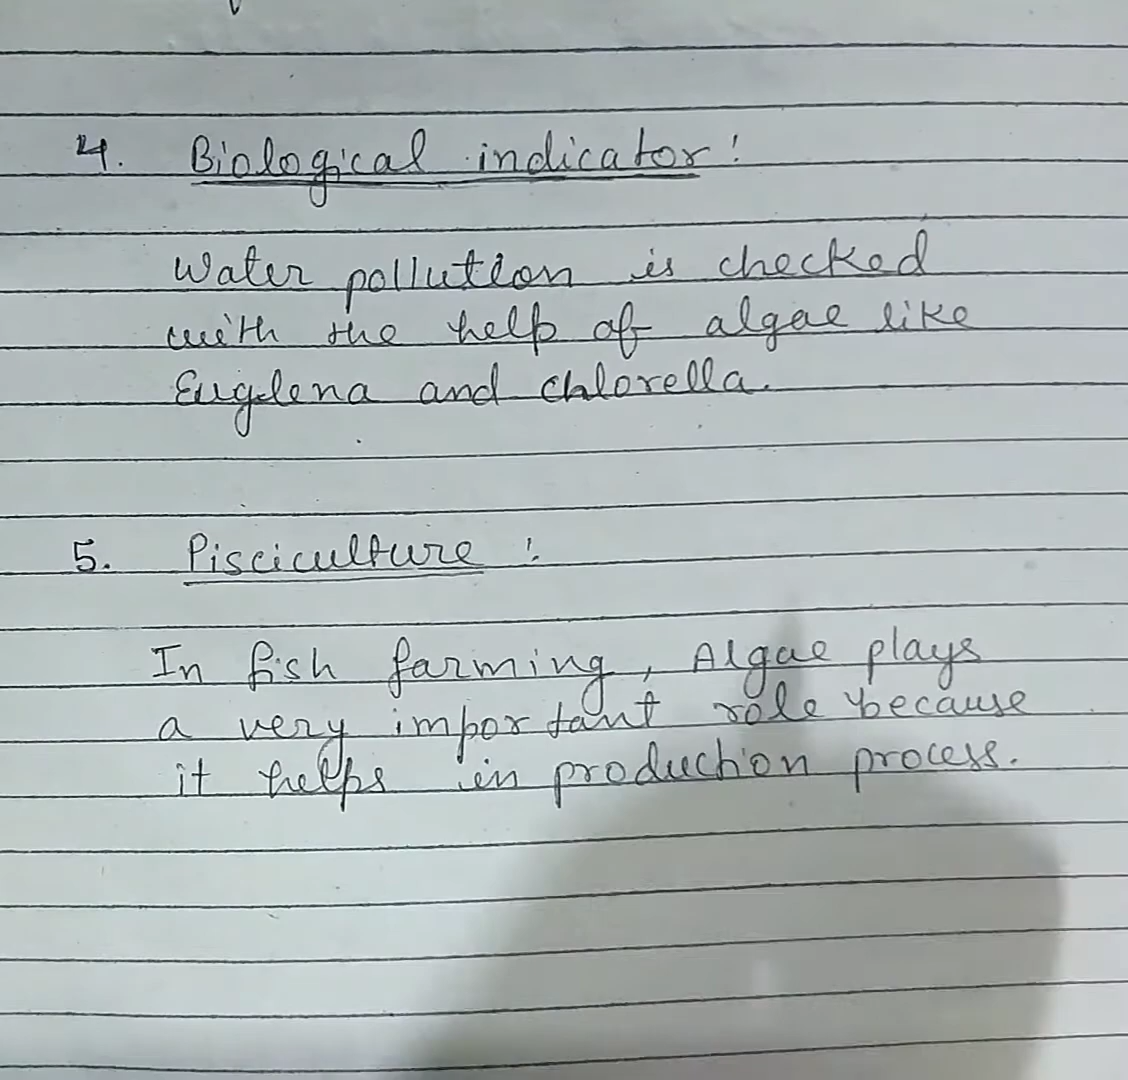 4. Biological indicator:
Water pollution is checked
with the help of algae like
Euglena and chlorella.
5. Pisciculture:
In fish farming, Algae plays
a very important role because
it helps in production process.